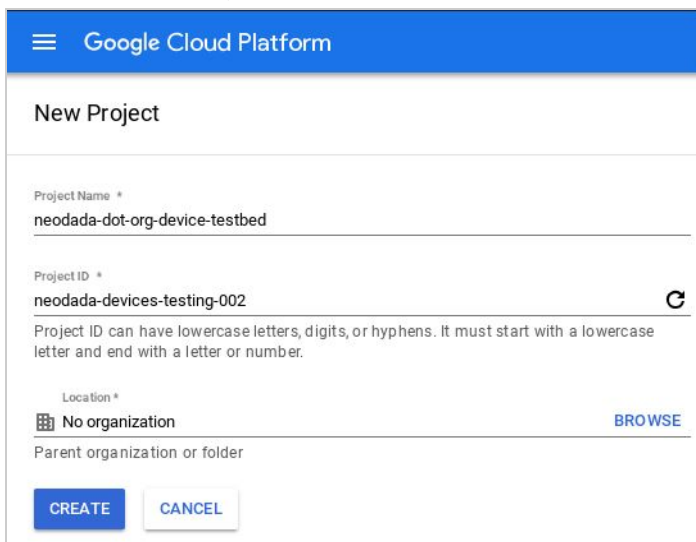 Google Cloud Platform
New Project
Project Name *
neodada-dot-org-device-testbed
Project ID *
neodada-devices-testing-002
Project ID can have lowercase letters, digits, or hyphens. It must start with a lowercase
letter and end with a letter or number.
Location *
No organization BROWSE
Parent organization or folder
CREATE CANCEL